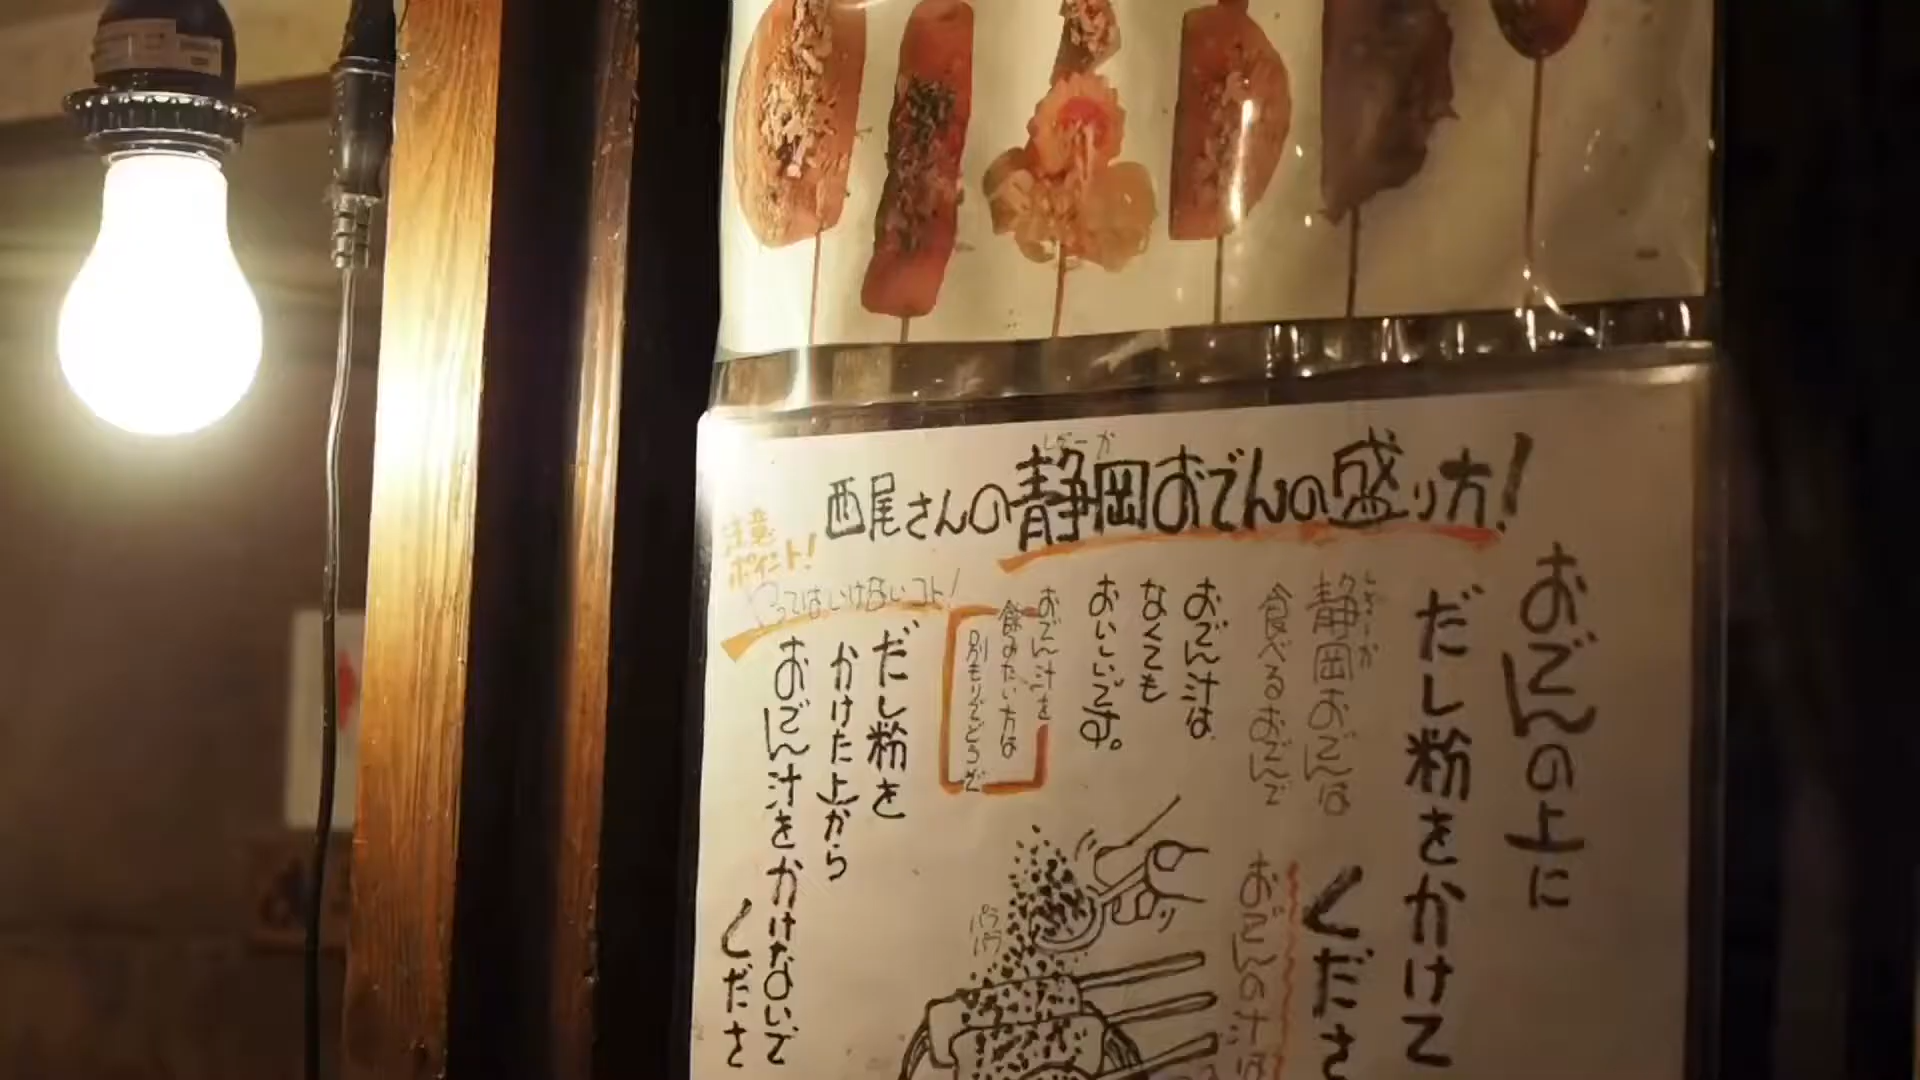 西尾さんの静岡おでんの盛り方!
しぞーか
おでんの上に
だし粉をかけて
くださ
しぞーか
静岡おでんは
食べるおでんで
おでんの汁は
おでん汁は
なくても
おいしいです。
おでん汁を
飲みたい方は
別もりでどうぞ
パラパラ
注意
ポイント!
やってはいけないコト!
だし粉を
かけた上から
おでん汁をかけないで
くださ